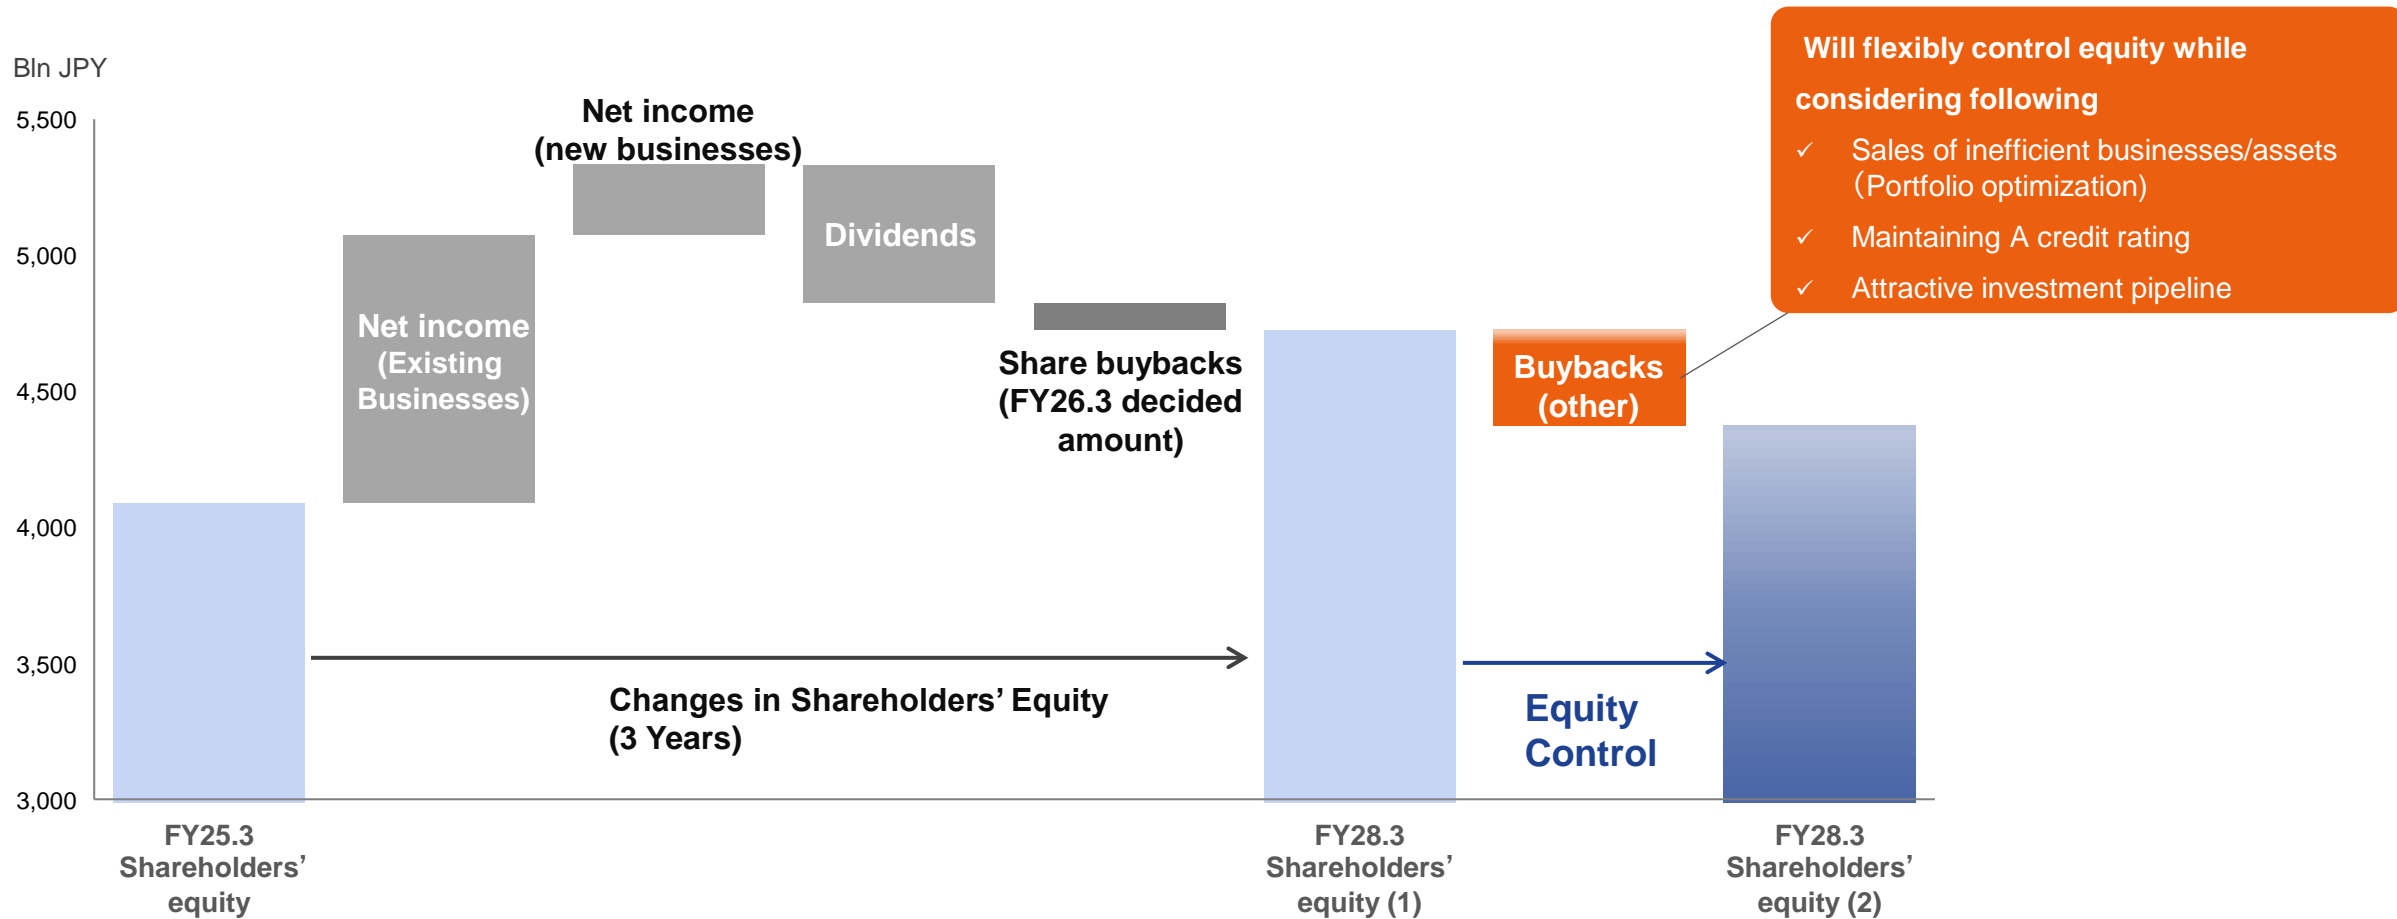 Bln JPY
5,500
5,000
4,500
4,000
3,500
3,000
Net income
(Existing
Businesses)
Net income
(new businesses)
Dividends
Share buybacks
(FY26.3 decided
amount)
Buybacks
(other)
Will flexibly control equity while
considering following
✓ Sales of inefficient businesses/assets
（Portfolio optimization)
✓ Maintaining A credit rating
✓ Attractive investment pipeline
Changes in Shareholders’ Equity
(3 Years)
Equity
Control
FY25.3
Shareholders’
equity
FY28.3
Shareholders’
equity (1)
FY28.3
Shareholders’
equity (2)